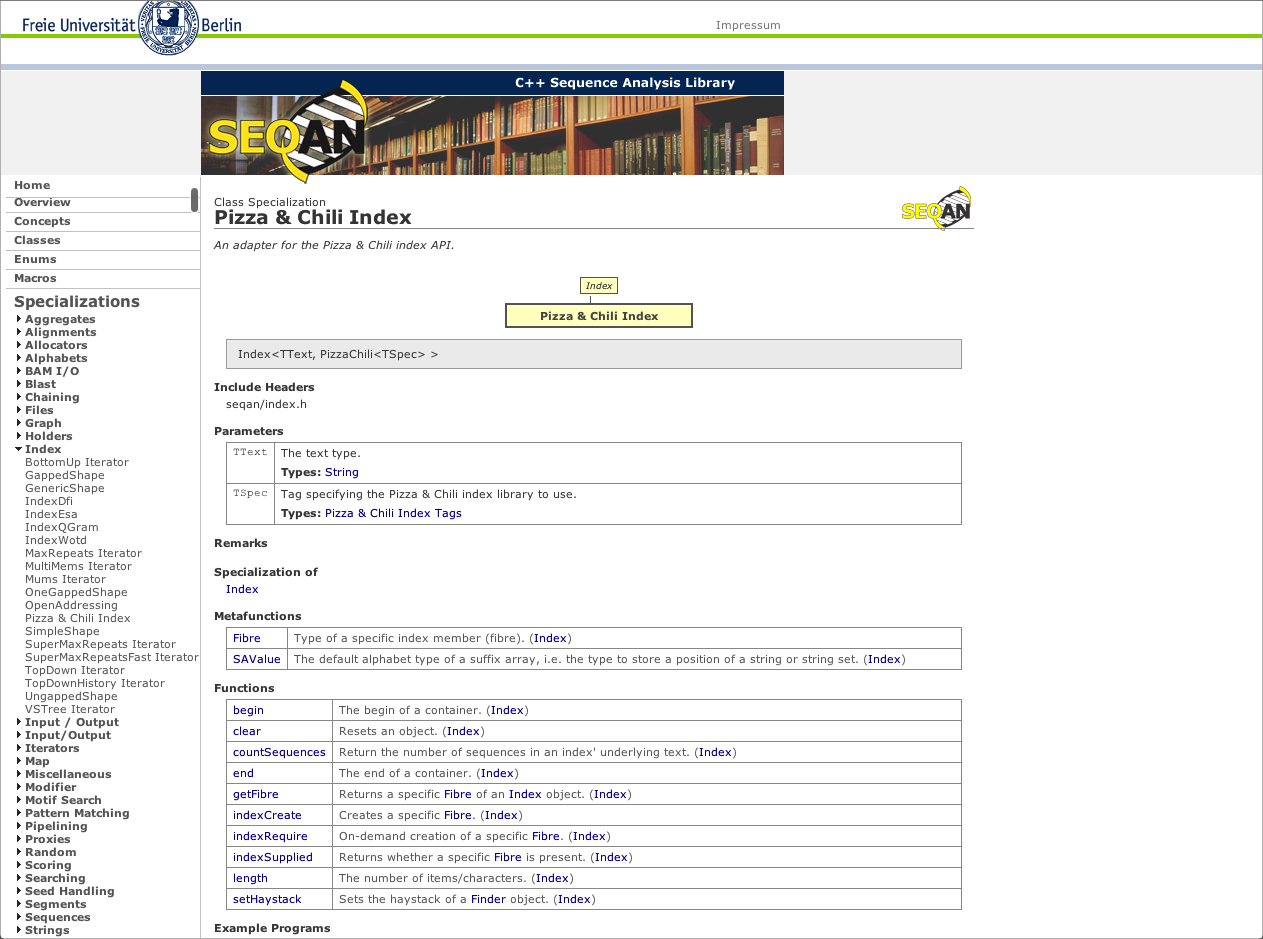 Freie Universität Berlin
Impressum
C++ Sequence Analysis Library
SEQAN
Home
Overview
Concepts
Classes
Enums
Macros
Specializations
Aggregates
Alignments
Allocators
Alphabets
BAM I/O
Blast
Chaining
Files
Graph
Holders
Index
BottomUp Iterator
GappedShape
GenericShape
IndexDfi
IndexEsa
IndexQGram
IndexWotd
MaxRepeats Iterator
MultiMems Iterator
Mums Iterator
OneGappedShape
OpenAddressing
Pizza & Chili Index
SimpleShape
SuperMaxRepeats Iterator
SuperMaxRepeatsFast Iterator
TopDown Iterator
TopDownHistory Iterator
UngappedShape
VSTree Iterator
Input / Output
Input/Output
Iterators
Map
Miscellaneous
Modifier
Motif Search
Pattern Matching
Pipelining
Proxies
Random
Scoring
Searching
Seed Handling
Segments
Sequences
Strings
Class Specialization
Pizza & Chili Index
SEQAN
An adapter for the Pizza & Chili index API.
Index
Pizza & Chili Index
Index<TText, PizzaChili<TSpec> >
Include Headers
seqan/index.h
Parameters
TText The text type.
Types: String
TSpec Tag specifying the Pizza & Chili index library to use.
Types: Pizza & Chili Index Tags
Remarks
Specialization of
Index
Metafunctions
Fibre Type of a specific index member (fibre). (Index)
SAValue The default alphabet type of a suffix array, i.e. the type to store a position of a string or string set. (Index)
Functions
begin The begin of a container. (Index)
clear Resets an object. (Index)
countSequences Return the number of sequences in an index' underlying text. (Index)
end The end of a container. (Index)
getFibre Returns a specific Fibre of an Index object. (Index)
indexCreate Creates a specific Fibre. (Index)
indexRequire On-demand creation of a specific Fibre. (Index)
indexSupplied Returns whether a specific Fibre is present. (Index)
length The number of items/characters. (Index)
setHaystack Sets the haystack of a Finder object. (Index)
Example Programs